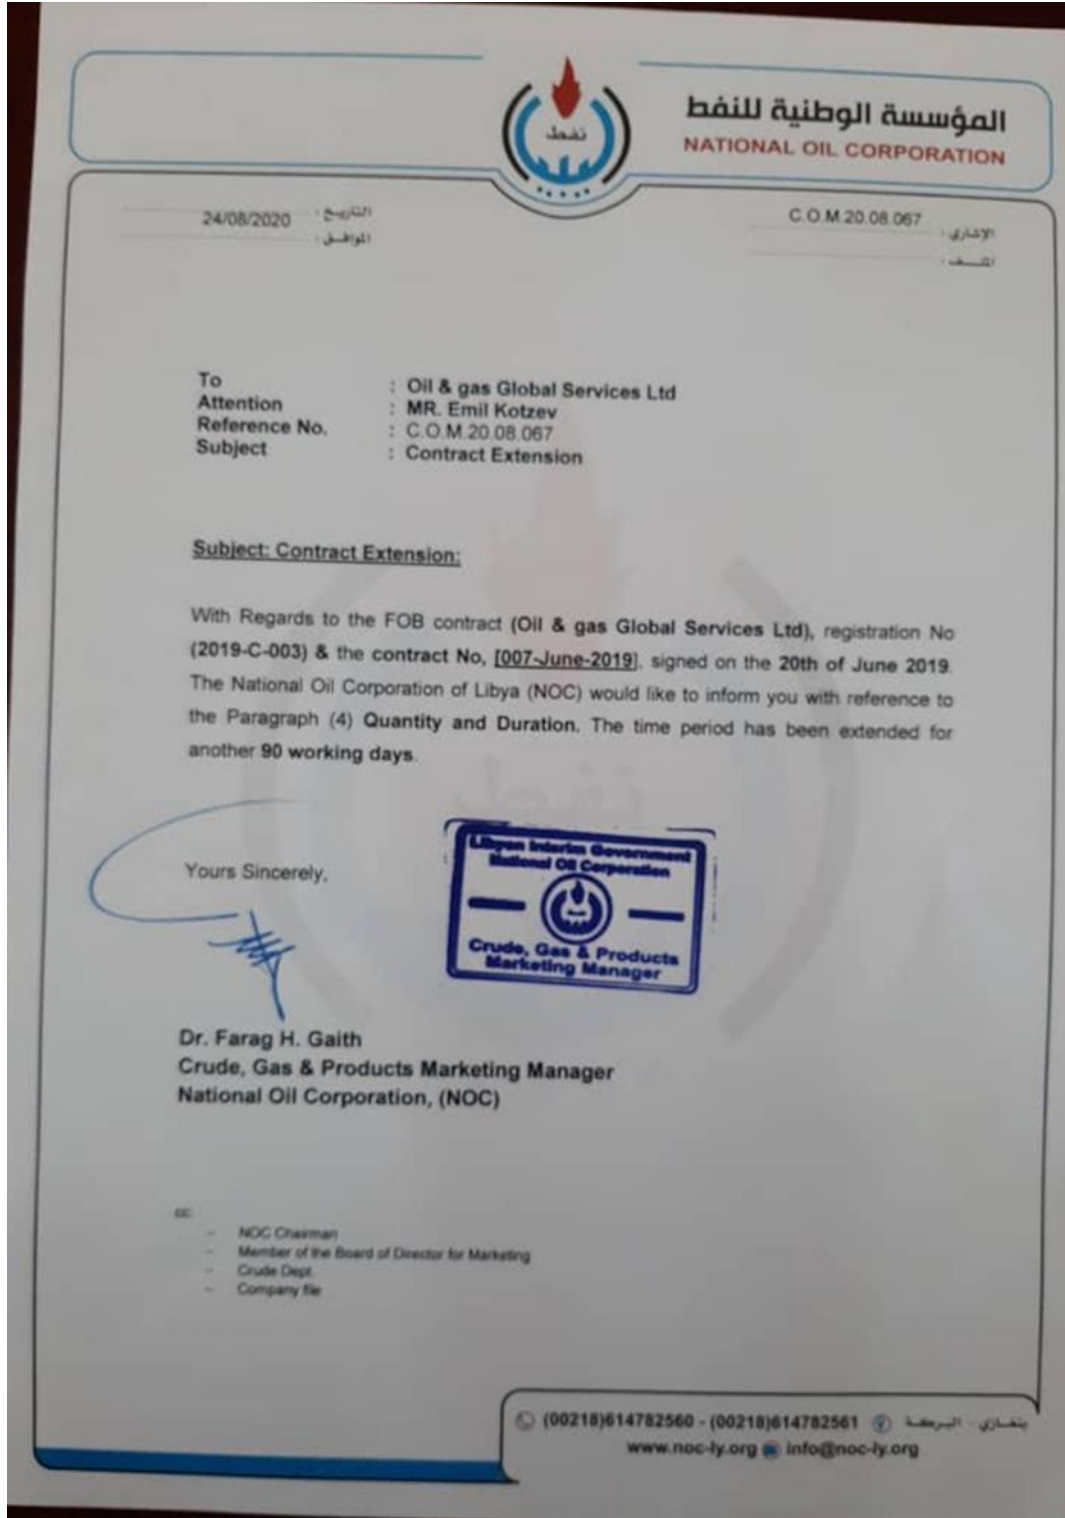 المؤسسة الوطنية للنفط
NATIONAL OIL CORPORATION
نفط
C.O.M.20.08.067 الإشاري :
الملف :
24/08/2020 التاريخ :
الموافق :
To : Oil & gas Global Services Ltd
Attention : MR. Emil Kotzev
Reference No. : C.O.M.20.08.067
Subject : Contract Extension
Subject: Contract Extension:
With Regards to the FOB contract (Oil & gas Global Services Ltd), registration No
(2019-C-003) & the contract No, [007-June-2019], signed on the 20th of June 2019.
The National Oil Corporation of Libya (NOC) would like to inform you with reference to
the Paragraph (4) Quantity and Duration. The time period has been extended for
another 90 working days.
Yours Sincerely,
Libyan Interim Government
National Oil Corporation
Crude, Gas & Products
Marketing Manager
Dr. Farag H. Gaith
Crude, Gas & Products Marketing Manager
National Oil Corporation, (NOC)
cc
- NOC Chairman
- Member of the Board of Director for Marketing
- Crude Dept.
- Company file
(00218)614782560 - (00218)614782561 بنغازي - البركة
www.noc-ly.org info@noc-ly.org